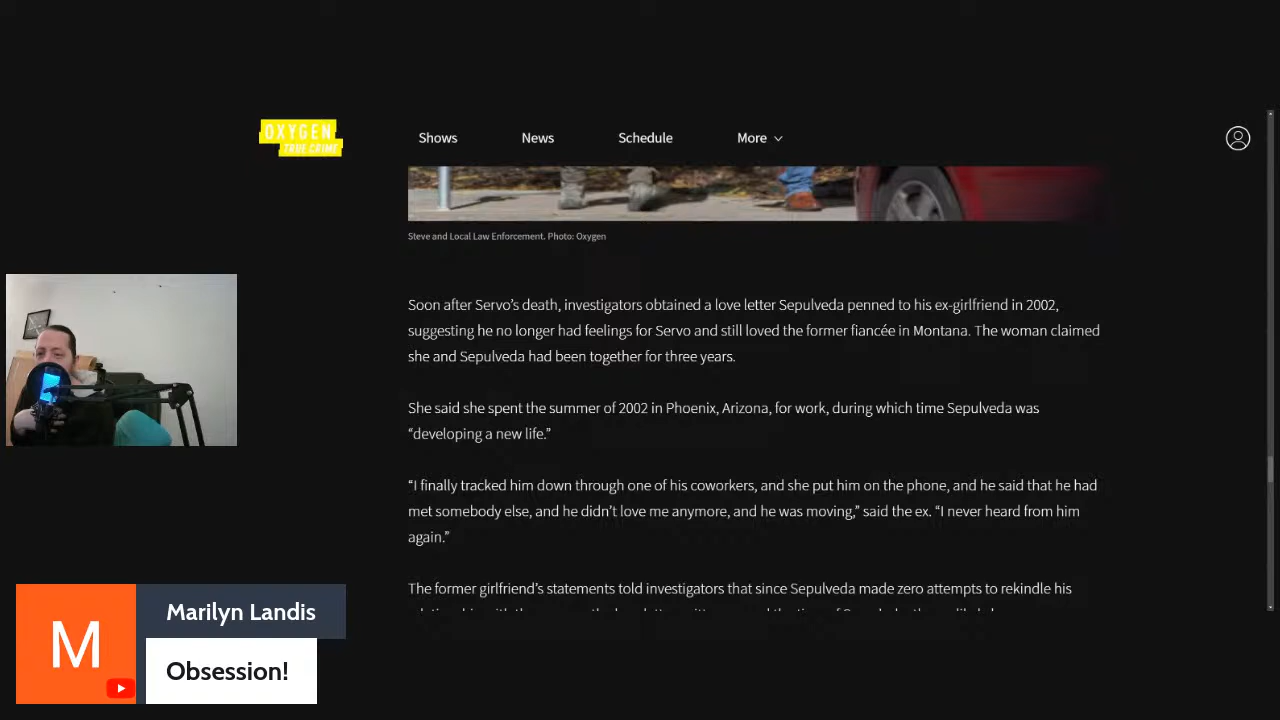 OXYGEN
TRUE CRIME
Shows
News
Schedule
More
Steve and Local Law Enforcement. Photo: Oxygen
Soon after Servo’s death, investigators obtained a love letter Sepulveda penned to his ex-girlfriend in 2002,
suggesting he no longer had feelings for Servo and still loved the former fiancée in Montana. The woman claimed
she and Sepulveda had been together for three years.
She said she spent the summer of 2002 in Phoenix, Arizona, for work, during which time Sepulveda was
“developing a new life.”
“I finally tracked him down through one of his coworkers, and she put him on the phone, and he said that he had
met somebody else, and he didn’t love me anymore, and he was moving,” said the ex. “I never heard from him
again.”
The former girlfriend’s statements told investigators that since Sepulveda made zero attempts to rekindle his
M
Marilyn Landis
Obsession!